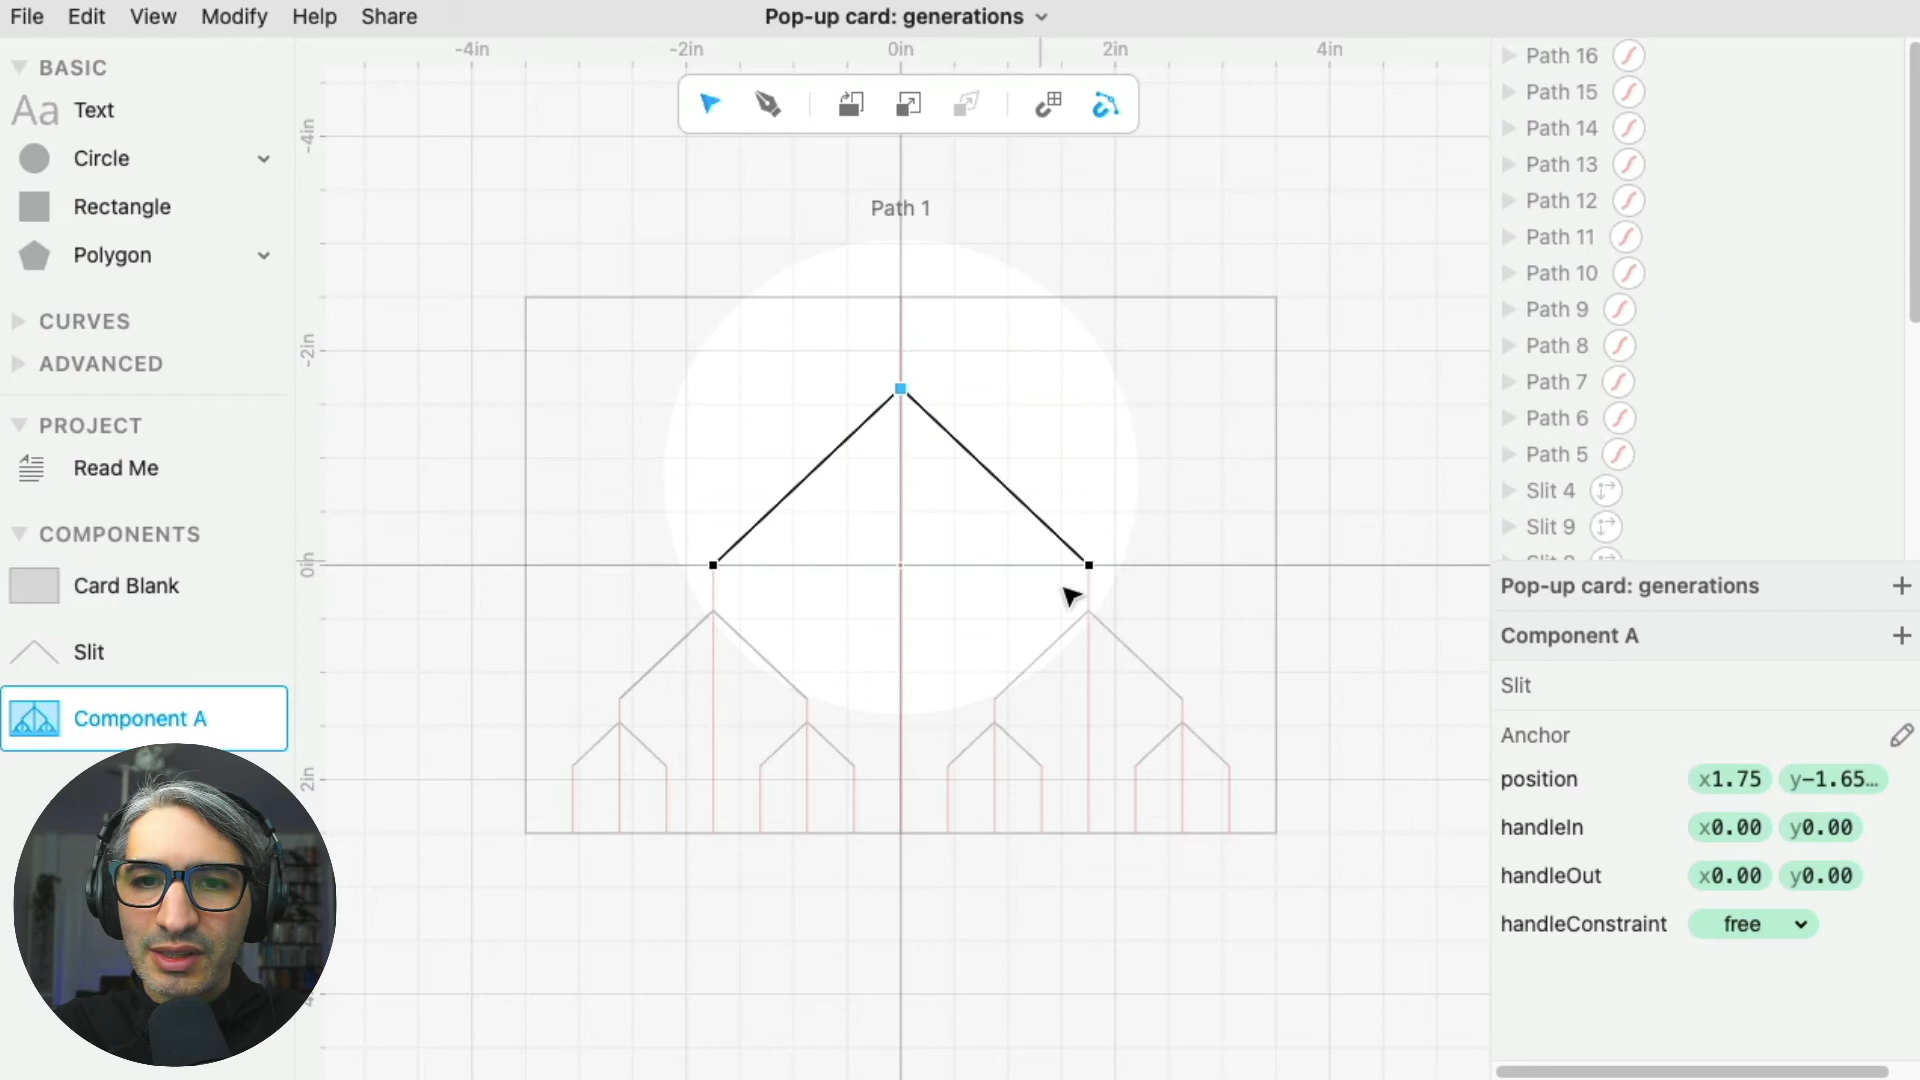 File Edit View Modify Help Share
Pop-up card: generations
BASIC
Aa Text
Circle
Rectangle
Polygon
CURVES
ADVANCED
PROJECT
Read Me
COMPONENTS
Card Blank
Slit
Component A
-4in -2in 0in 2in 4in
-4in
-2in
0in
2in
Path 1
Path 16
Path 15
Path 14
Path 13
Path 12
Path 11
Path 10
Path 9
Path 8
Path 7
Path 6
Path 5
Slit 4
Slit 9
Pop-up card: generations
Component A
Slit
Anchor
position x1.75 y-1.65…
handleIn x0.00 y0.00
handleOut x0.00 y0.00
handleConstraint free